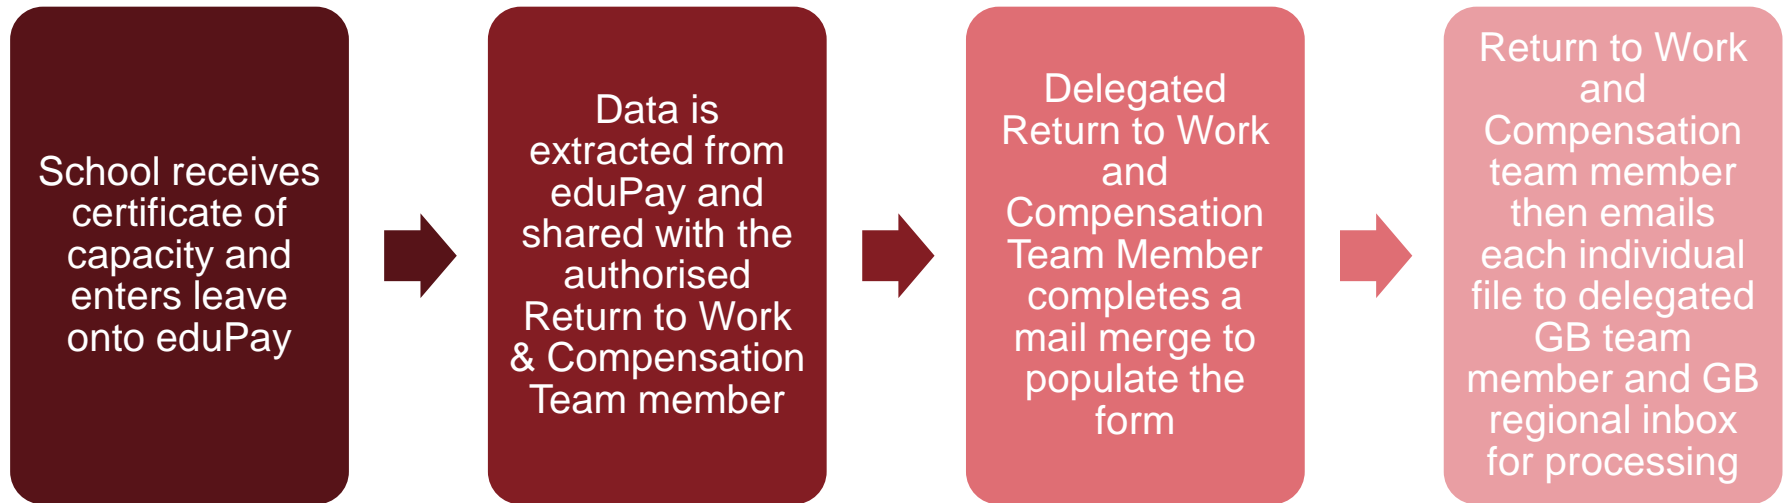 School receives
certificate of
capacity and
enters leave
onto eduPay
Data is
extracted from
eduPay and
shared with the
authorised
Return to Work
& Compensation
Team member
Delegated
Return to Work
and
Compensation
Team Member
completes a
mail merge to
populate the
form
Return to Work
and
Compensation
team member
then emails
each individual
file to delegated
GB team
member and GB
regional inbox
for processing